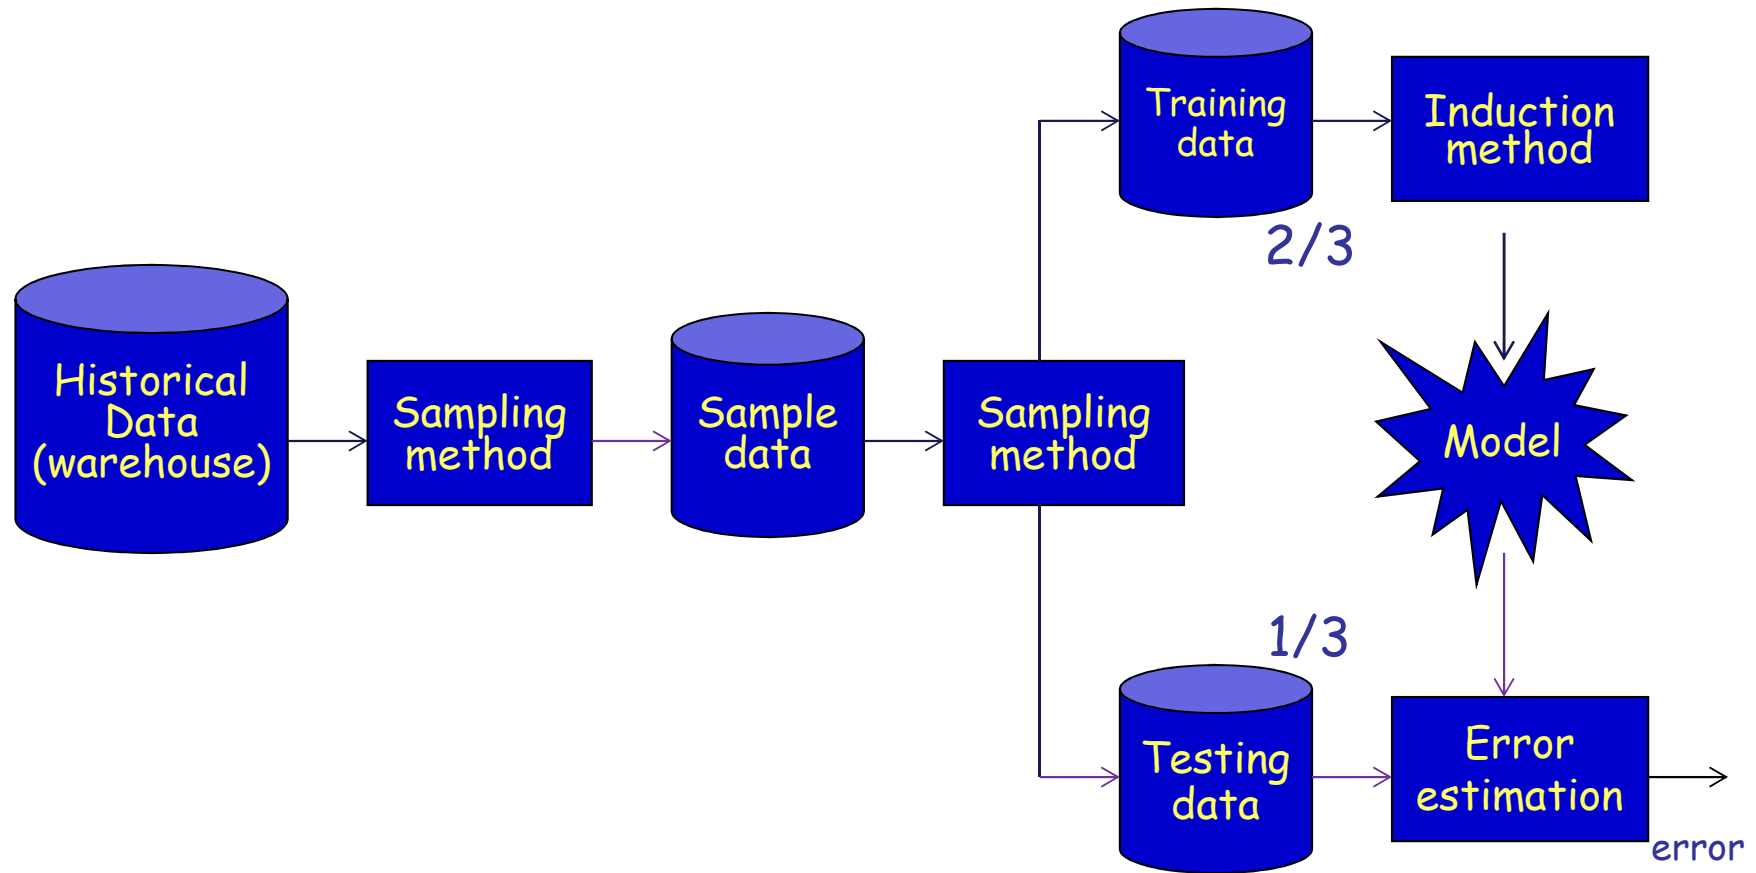 Historical
Data
(warehouse)
Sampling
method
Sample
data
Sampling
method
Training
data
2/3
Induction
method
Model
1/3
Testing
data
Error
estimation
error